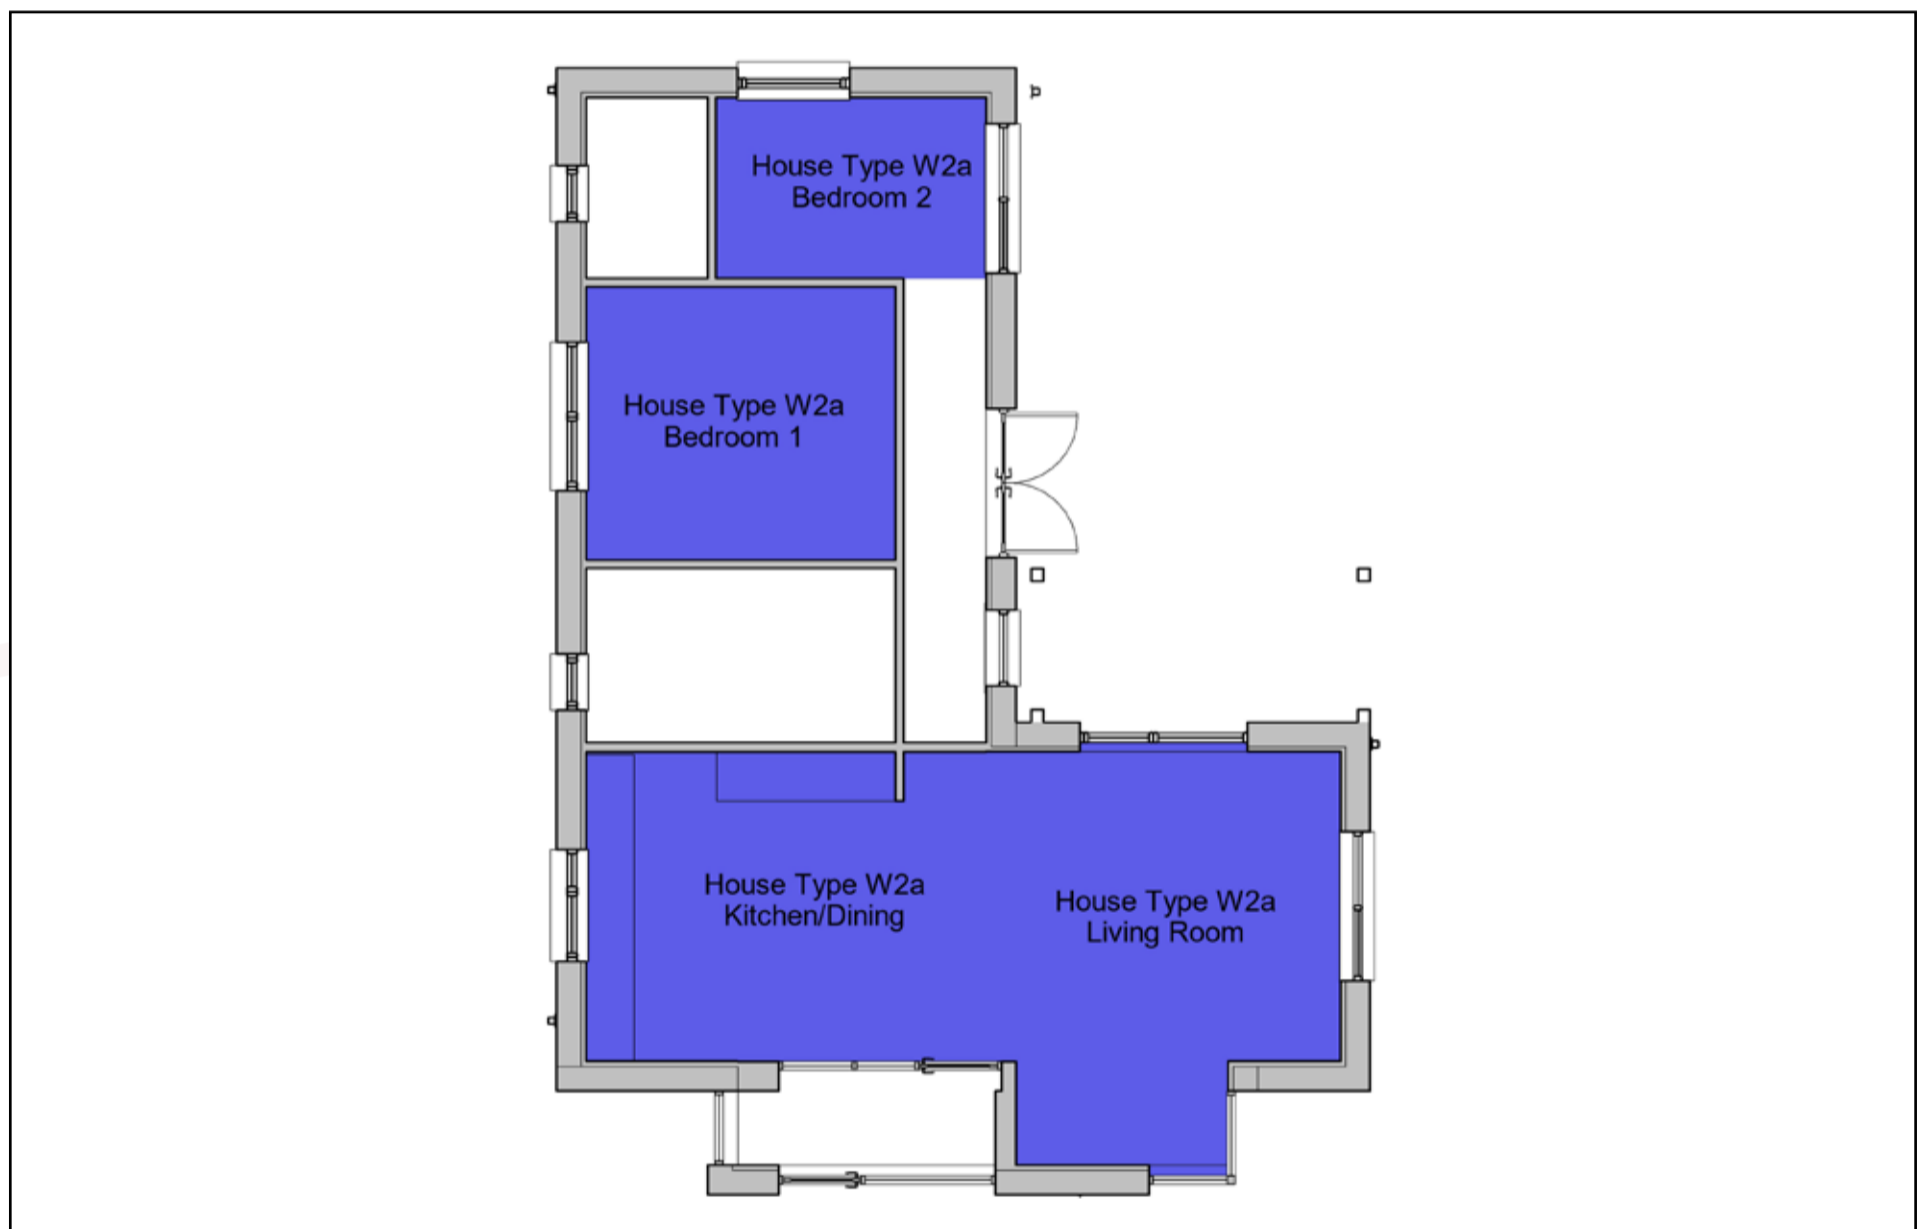 House Type W2a
Bedroom 2
House Type W2a
Bedroom 1
House Type W2a
Kitchen/Dining
House Type W2a
Living Room